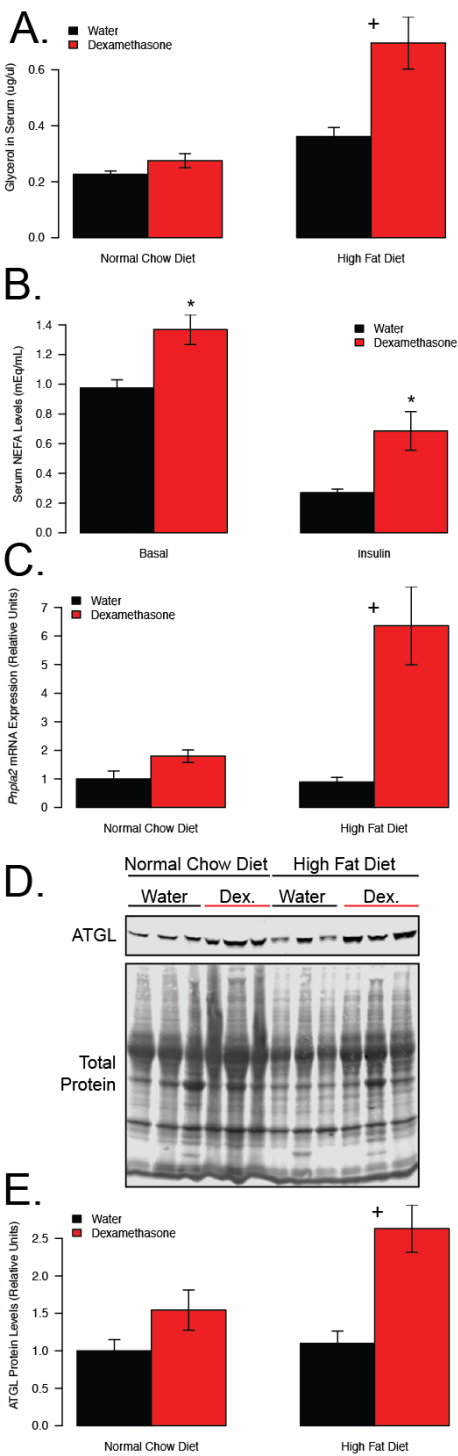 A.
Water
Dexamethasone
+
Glycerol in Serum (ug/ul)
0.6
0.4
0.2
0.0
Normal Chow Diet High Fat Diet
B.
*
Water
Dexamethasone
*
Serum NEFA Levels (mEq/mL)
1.4
1.2
1.0
0.8
0.6
0.4
0.2
0.0
Basal Insulin
C.
Water
Dexamethasone
+
Pnpla2 mRNA Expression (Relative Units)
7
6
5
4
3
2
1
0
Normal Chow Diet High Fat Diet
D.
Normal Chow Diet High Fat Diet
Water Dex. Water Dex.
ATGL
Total
Protein
E.
Water
Dexamethasone
+
ATGL Protein Levels (Relative Units)
2.5
2.0
1.5
1.0
0.5
0.0
Normal Chow Diet High Fat Diet